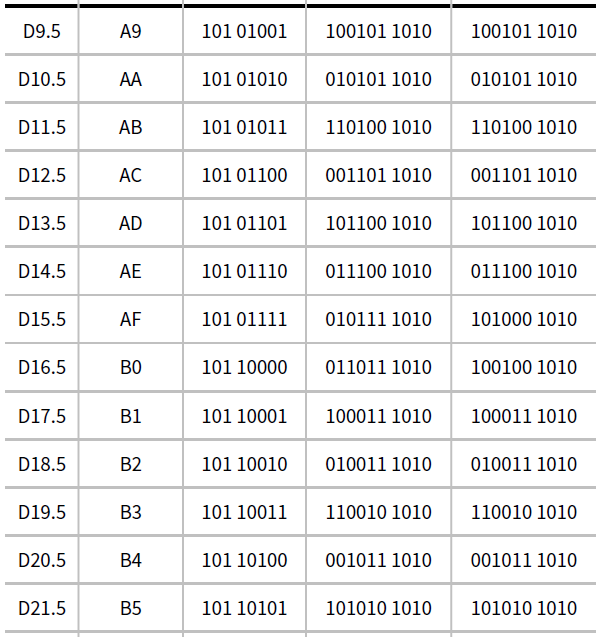 D9.5 A9 101 01001 100101 1010 100101 1010
D10.5 AA 101 01010 010101 1010 010101 1010
D11.5 AB 101 01011 110100 1010 110100 1010
D12.5 AC 101 01100 001101 1010 001101 1010
D13.5 AD 101 01101 101100 1010 101100 1010
D14.5 AE 101 01110 011100 1010 011100 1010
D15.5 AF 101 01111 010111 1010 101000 1010
D16.5 B0 101 10000 011011 1010 100100 1010
D17.5 B1 101 10001 100011 1010 100011 1010
D18.5 B2 101 10010 010011 1010 010011 1010
D19.5 B3 101 10011 110010 1010 110010 1010
D20.5 B4 101 10100 001011 1010 001011 1010
D21.5 B5 101 10101 101010 1010 101010 1010